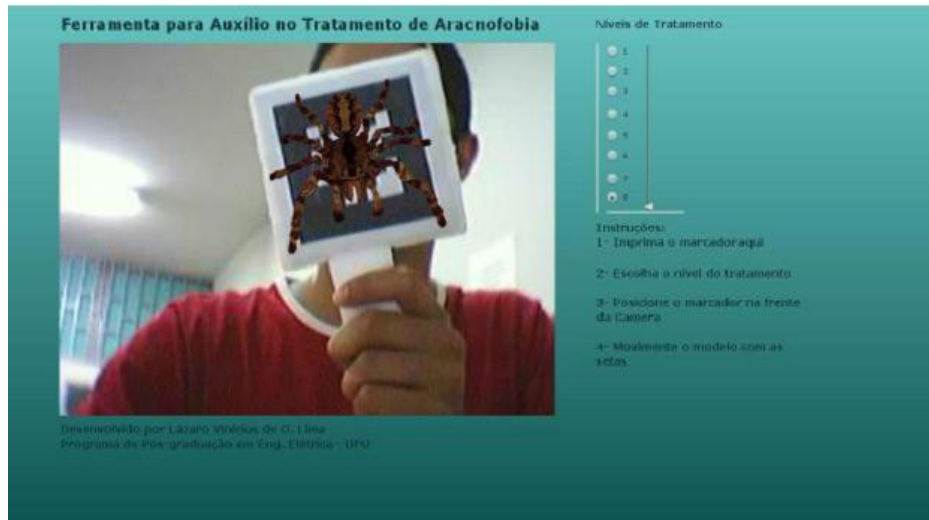 Ferramenta para Auxílio no Tratamento de Aracnofobia
Níveis de Tratamento
1
2
3
4
5
6
7
8
Instruções:
1- Imprima o marcador aqui
2- Escolha o nível do tratamento
3- Posicione o marcador na frente
da Camera
4- Movimente o modelo com as
setas
Desenvolvido por Lázaro Vinícius de O. Lima
Programa de Pós-graduação em Eng. Elétrica - UFU